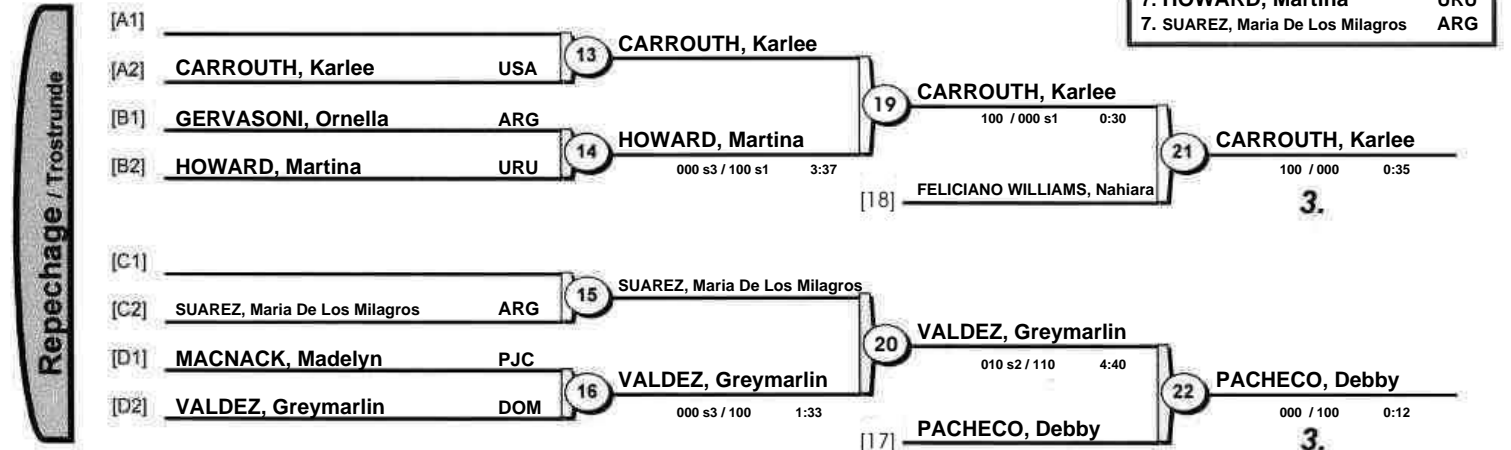 7. HOWARD, Martina URU
7. SUAREZ, Maria De Los Milagros ARG
Repechage / Trostrunde
[A1]
[A2] CARROUTH, Karlee USA
13 CARROUTH, Karlee
[B1] GERVASONI, Ornella ARG
[B2] HOWARD, Martina URU
14 HOWARD, Martina
000 s3 / 100 s1 3:37
19 CARROUTH, Karlee
100 / 000 s1 0:30
[18] FELICIANO WILLIAMS, Nahiara
21 CARROUTH, Karlee
100 / 000 0:35
3.
[C1]
[C2] SUAREZ, Maria De Los Milagros ARG
15 SUAREZ, Maria De Los Milagros
[D1] MACNACK, Madelyn PJC
[D2] VALDEZ, Greymarlin DOM
16 VALDEZ, Greymarlin
000 s3 / 100 1:33
20 VALDEZ, Greymarlin
010 s2 / 110 4:40
[17] PACHECO, Debby
22 PACHECO, Debby
000 / 100 0:12
3.